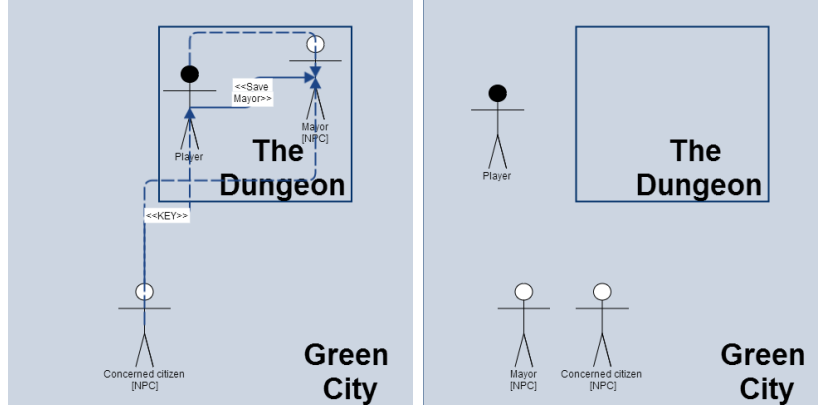 <<Save
Mayor>>
Mayor
[NPC]
Player
The
Dungeon
<<KEY>>
Concerned citizen
[NPC]
Green
City
Player
The
Dungeon
Mayor
[NPC]
Concerned citizen
[NPC]
Green
City